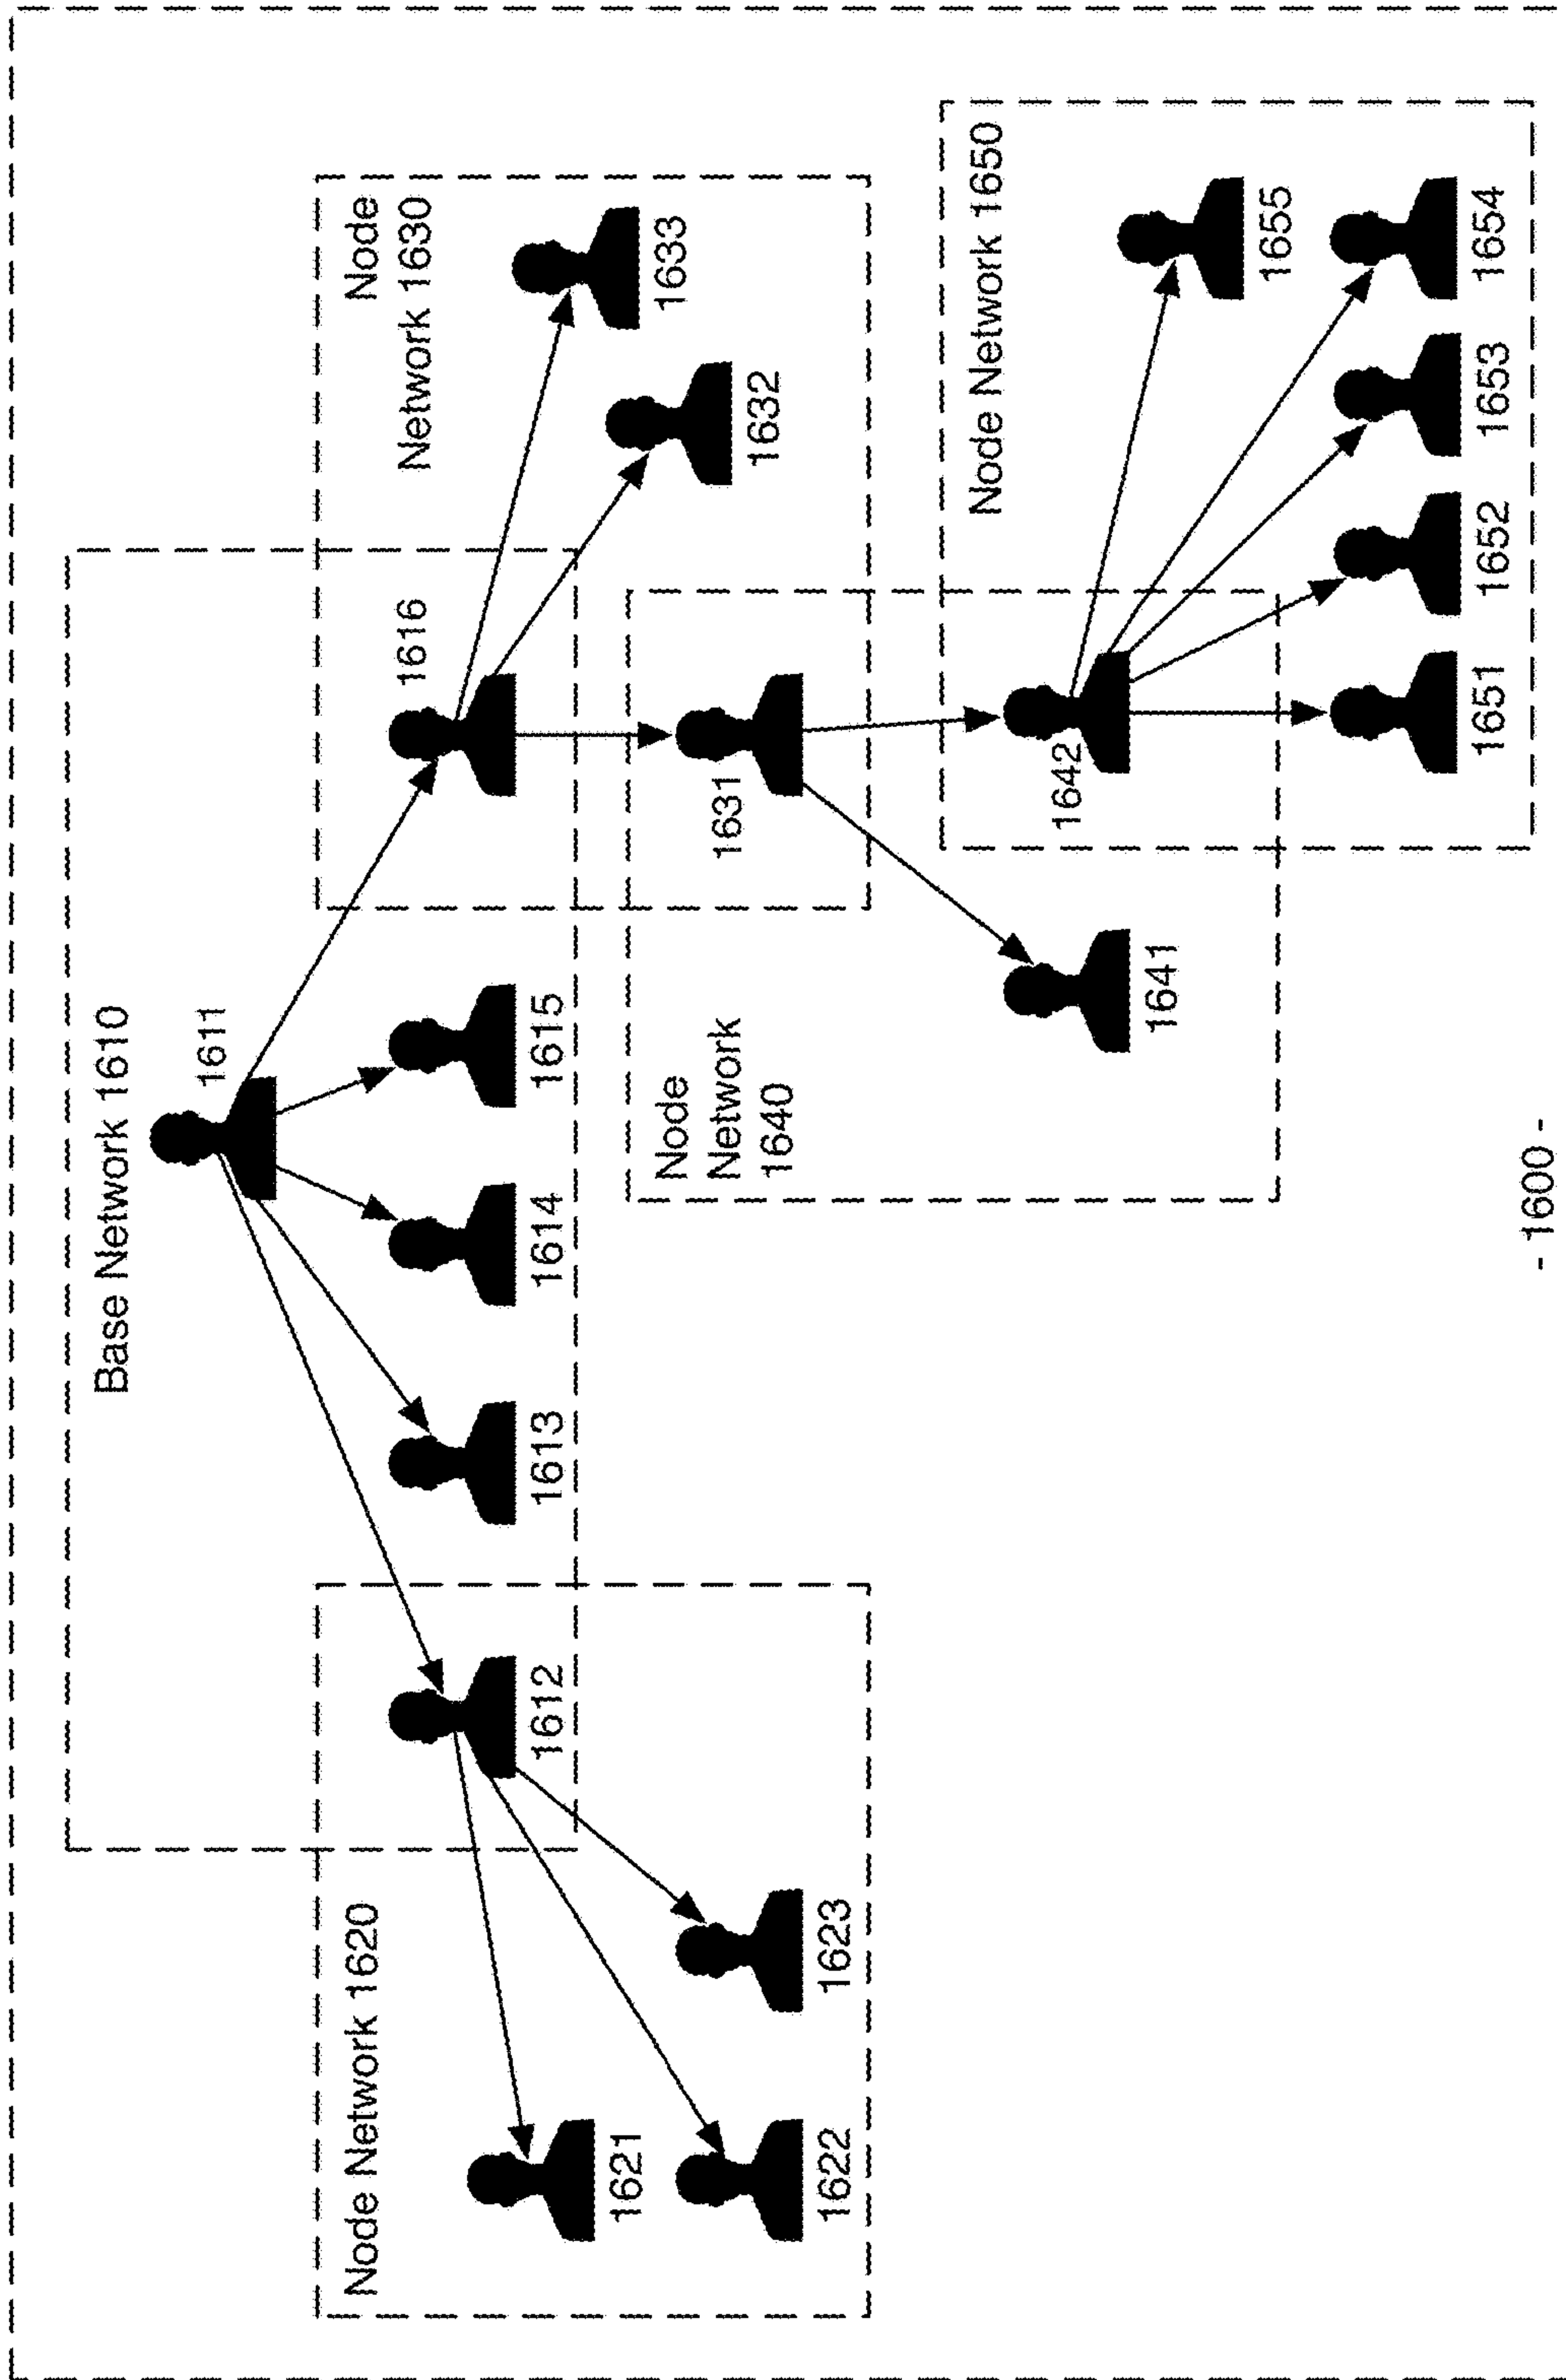 Base Network 1610
1611
Node Network 1620
1612
1613
1614
1615
1616
Node
Network 1630
1621
1622
1623
1631
1632
1633
Node
Network
1640
1641
1642
Node Network 1650
1651
1652
1653
1654
1655
- 1600 -